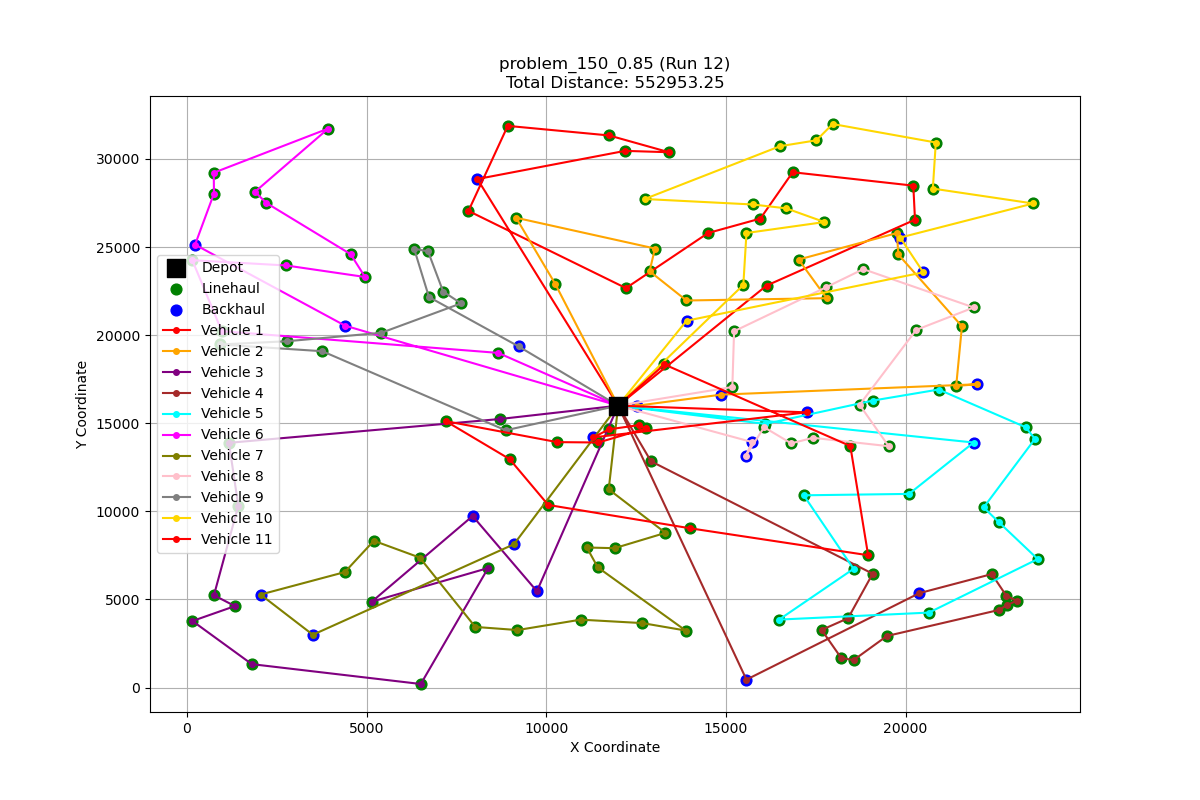 problem_150_0.85 (Run 12)
Total Distance: 552953.25
Y Coordinate
30000
25000
20000
15000
10000
5000
0
Depot
Linehaul
Backhaul
Vehicle 1
Vehicle 2
Vehicle 3
Vehicle 4
Vehicle 5
Vehicle 6
Vehicle 7
Vehicle 8
Vehicle 9
Vehicle 10
Vehicle 11
0
5000
10000
15000
20000
X Coordinate